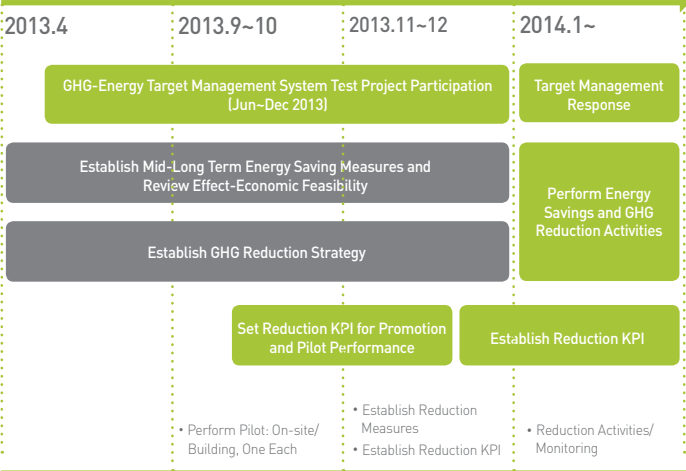 2013.4
2013.9~10
2013.11~12
2014.1~
GHG-Energy Target Management System Test Project Participation
(Jun~Dec 2013)
Target Management
Response
Establish Mid-Long Term Energy Saving Measures and
Review Effect-Economic Feasibility
Perform Energy
Savings and GHG
Reduction Activities
Establish GHG Reduction Strategy
Set Reduction KPI for Promotion
and Pilot Performance
Establish Reduction KPI
• Perform Pilot: On-site/
Building, One Each
• Establish Reduction
Measures
• Establish Reduction KPI
• Reduction Activities/
Monitoring